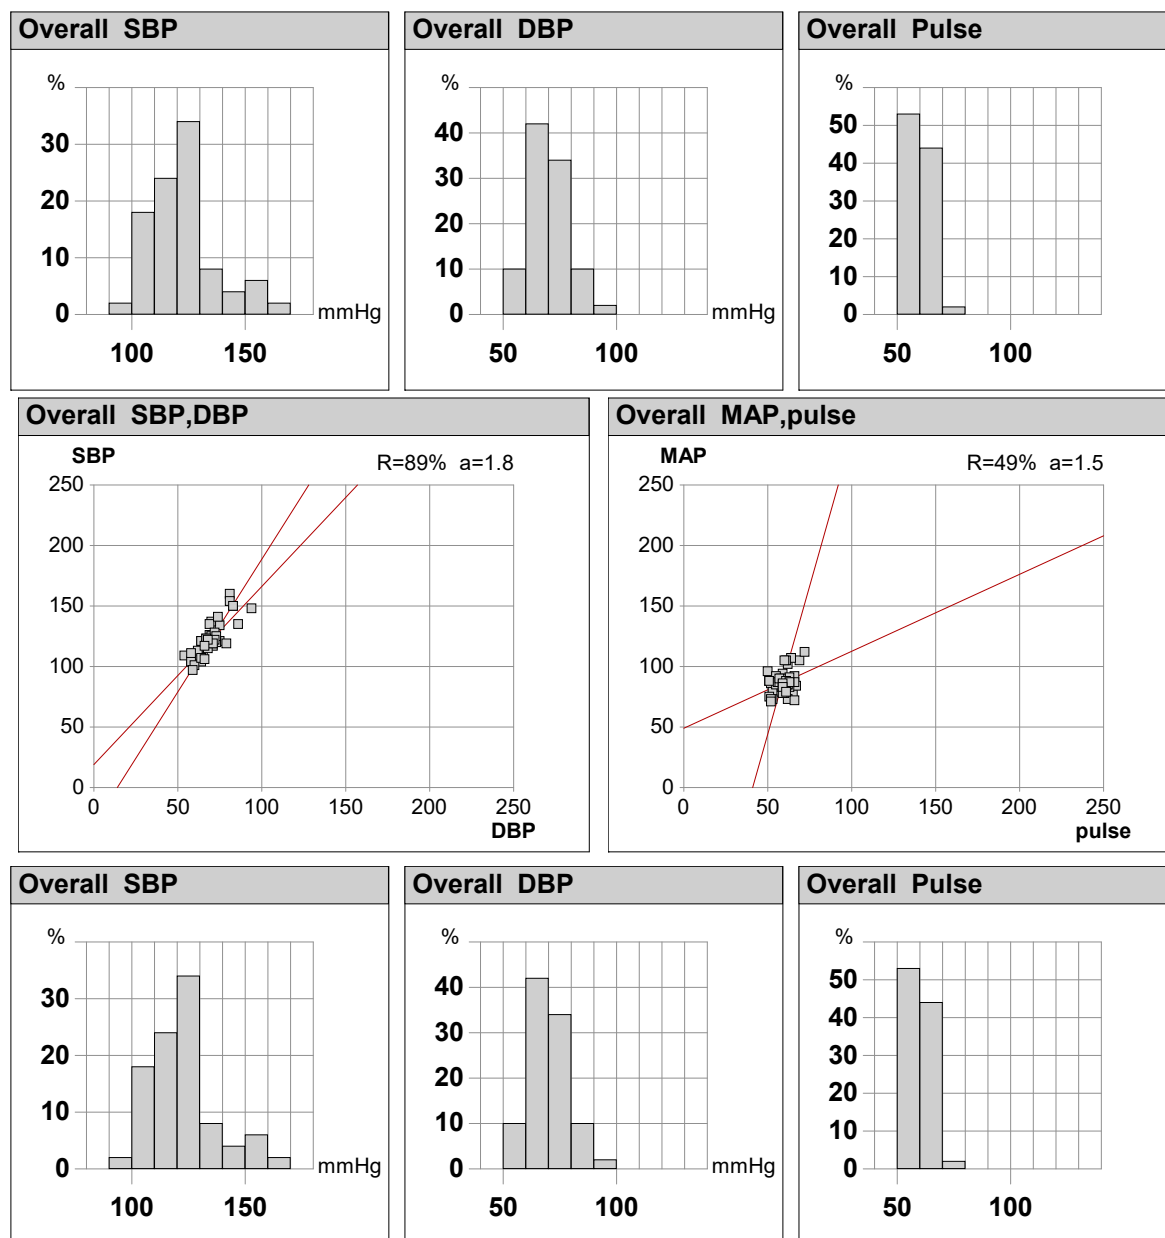 Overall SBP
Overall DBP
Overall Pulse
%
30
20
10
0
mmHg
100 150
%
40
30
20
10
0
mmHg
50 100
%
50
40
30
20
10
0
50 100
Overall SBP,DBP
SBP
R=89% a=1.8
250
200
150
100
50
0
0 50 100 150 200 250
DBP
Overall MAP,pulse
MAP
R=49% a=1.5
250
200
150
100
50
0
0 50 100 150 200 250
pulse
Overall SBP
Overall DBP
Overall Pulse
%
30
20
10
0
mmHg
100 150
%
40
30
20
10
0
mmHg
50 100
%
50
40
30
20
10
0
50 100